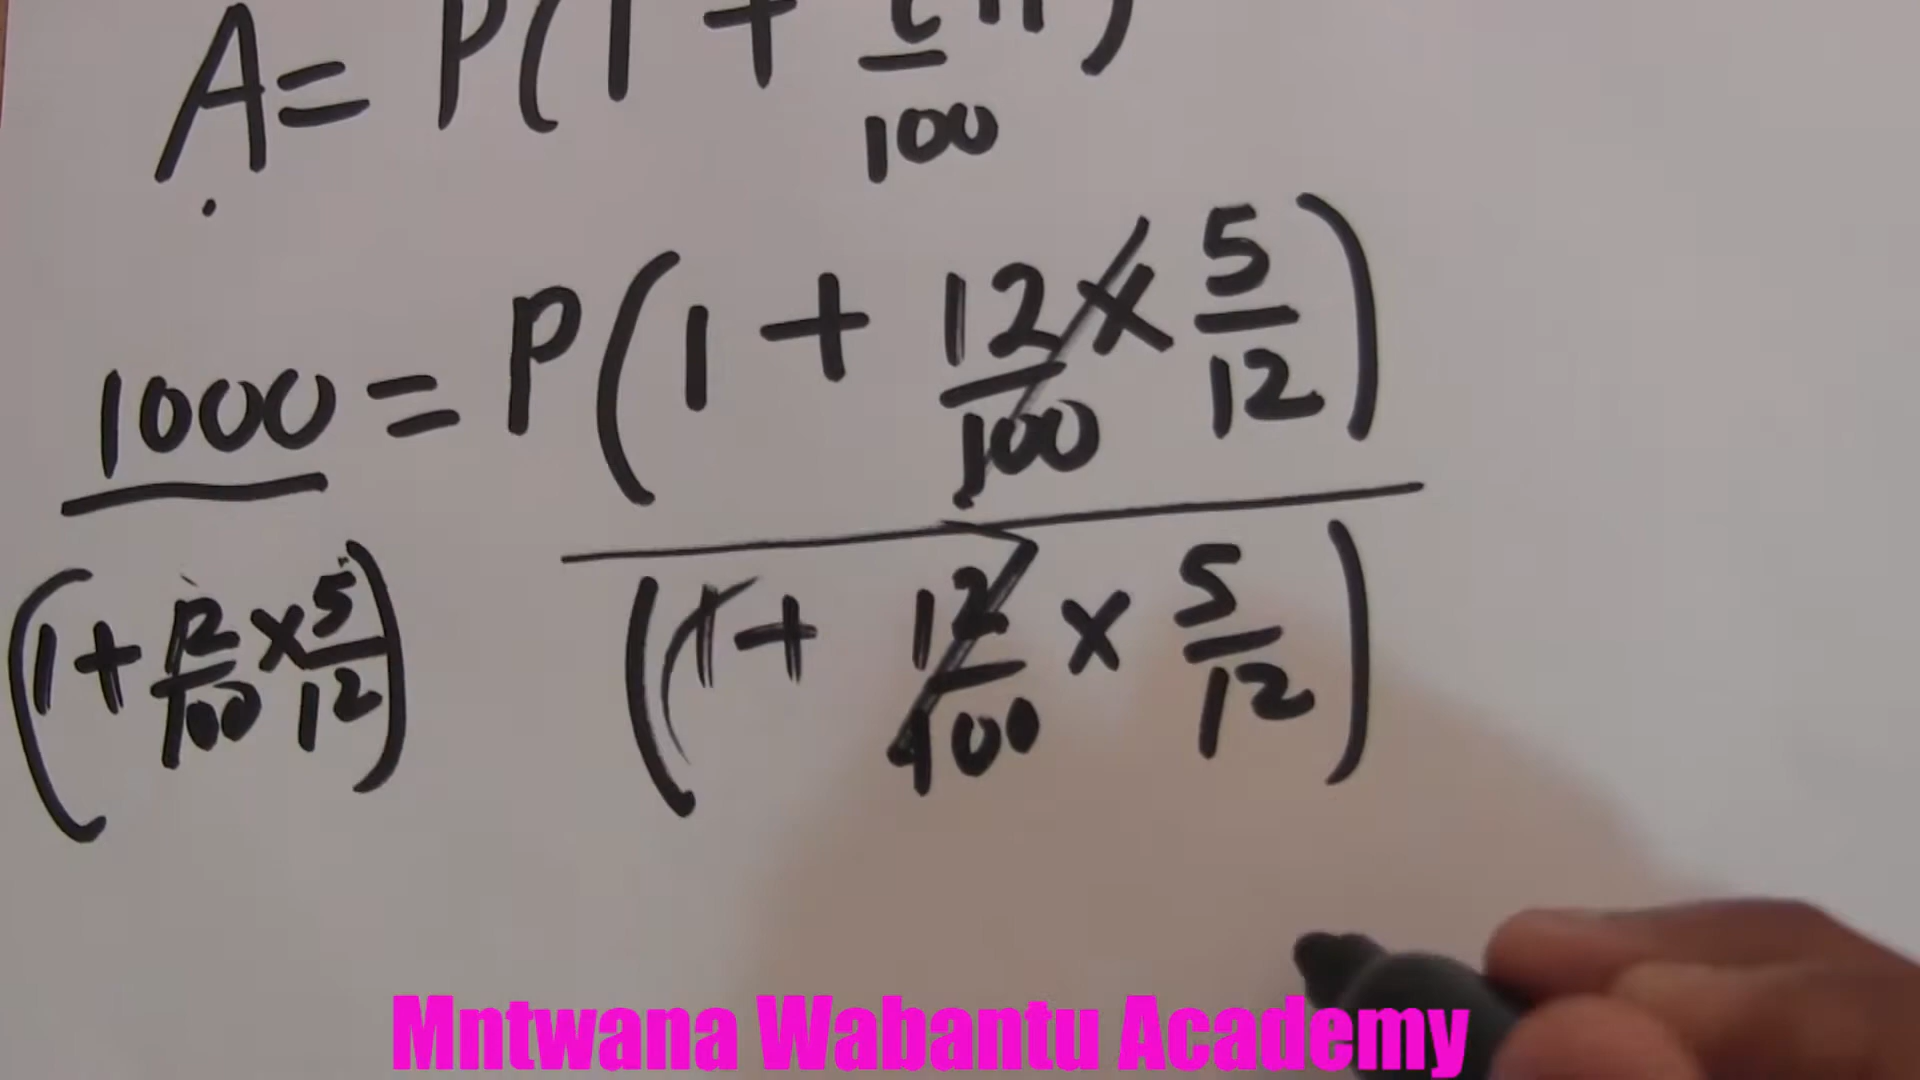 A = P(1 + in/100)
1000 = P(1 + 12/100 × 5/12)
(1 + 12/100 × 5/12) (1 + 12/100 × 5/12)
Mntwana Wabantu Academy